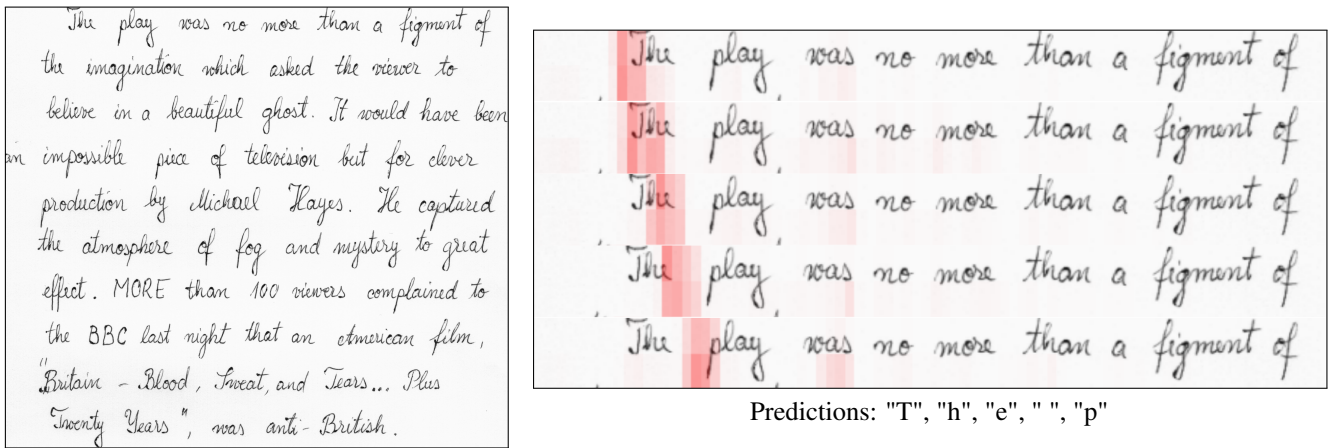 The play was no more than a figment of
the imagination which asked the viewer to
believe in a beautiful ghost. It would have been
an impossible piece of television but for clever
production by Michael Hayes. He captured
the atmosphere of fog and mystery to great
effect. MORE than 100 viewers complained to
the BBC last night that an American film,
"Britain - Blood, Sweat, and Tears... Plus
Twenty Years", was anti-British.
The play was no more than a figment of
The play was no more than a figment of
The play was no more than a figment of
The play was no more than a figment of
The play was no more than a figment of
Predictions: "T", "h", "e", " ", "p"